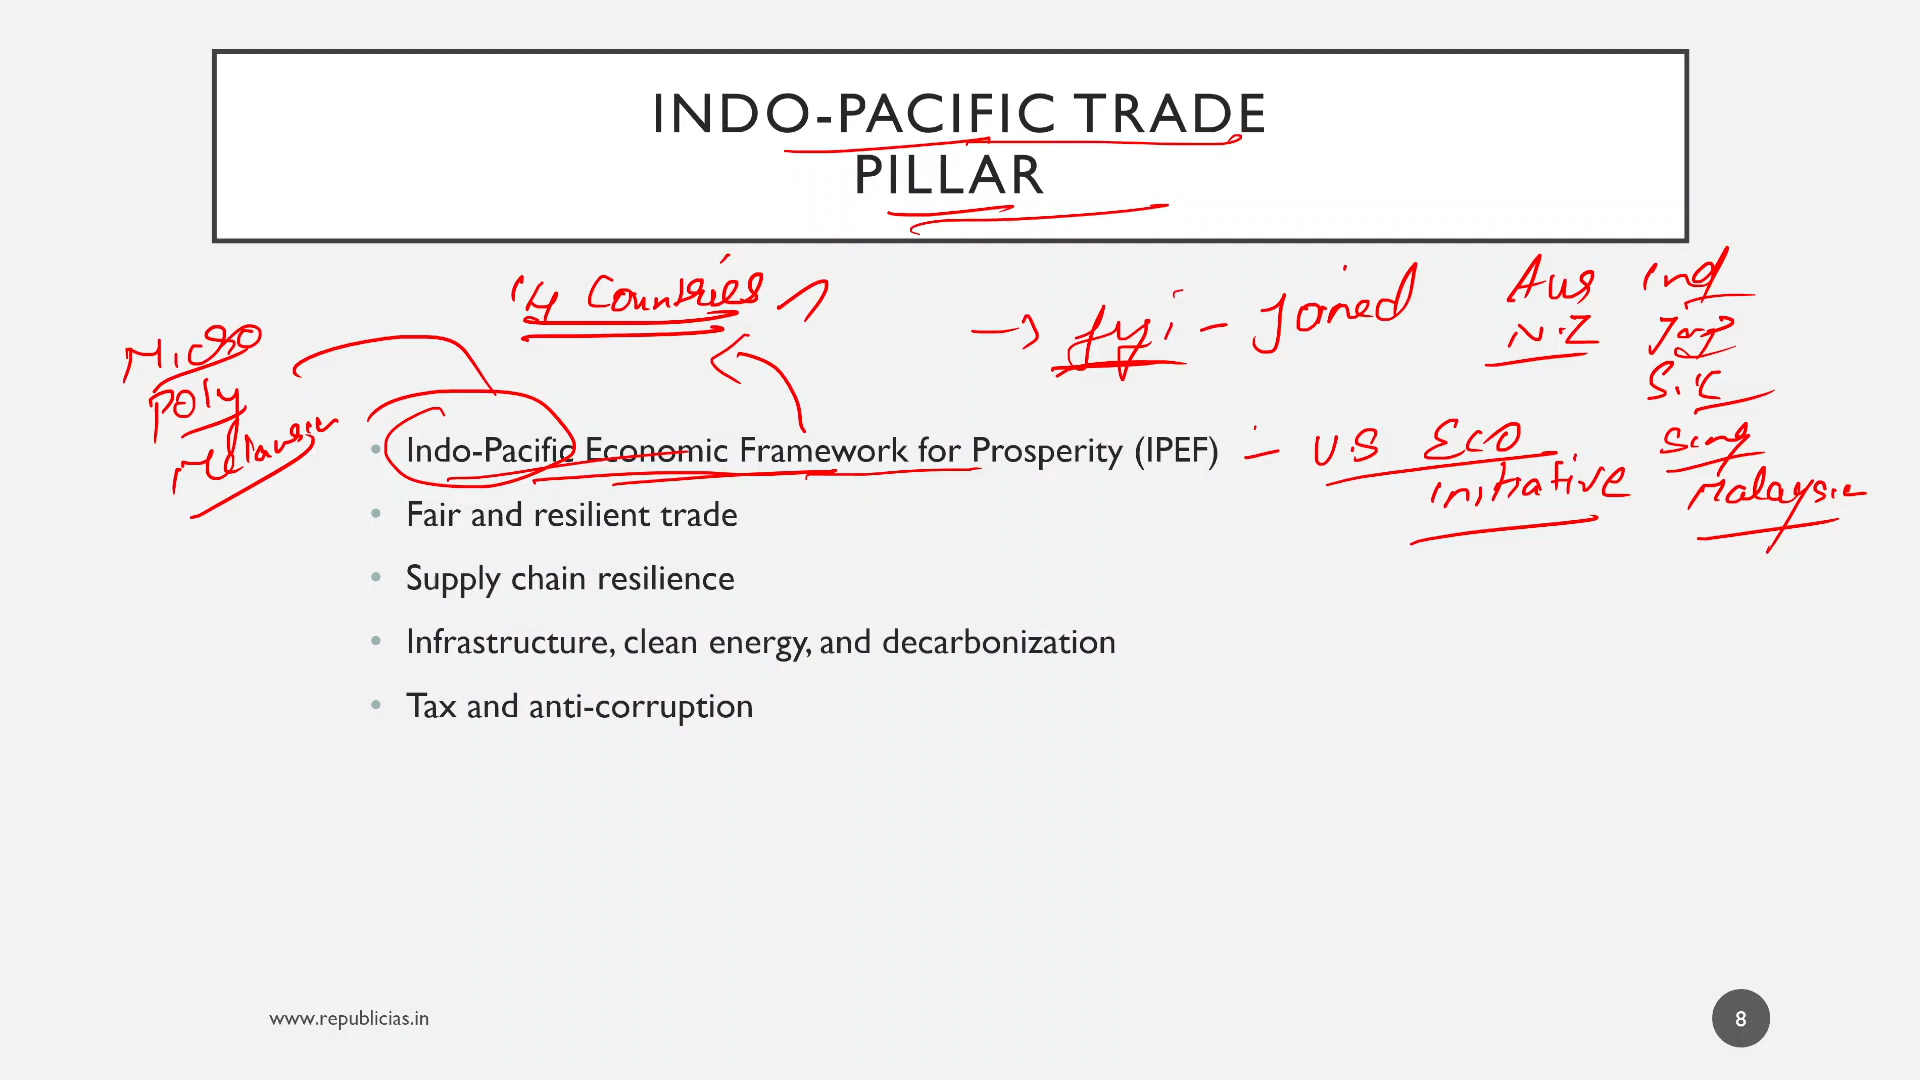 INDO-PACIFIC TRADE
PILLAR
14 Countries
→ fiji - Joined
Aus Ind
N.Z Jap
S.K
Micro
Poly
Melanesia
• Indo-Pacific Economic Framework for Prosperity (IPEF) - U.S ECO
initiative
Sing
Malaysia
• Fair and resilient trade
• Supply chain resilience
• Infrastructure, clean energy, and decarbonization
• Tax and anti-corruption
www.republicias.in
8